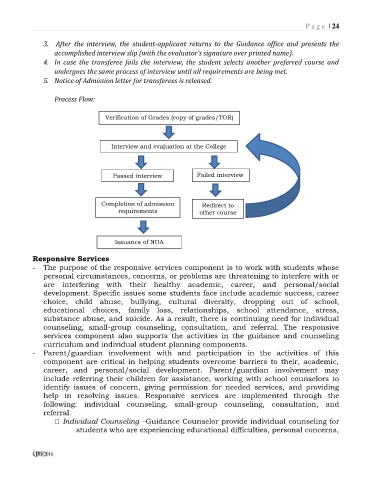 P a g e | 24
3. After the interview, the student-applicant returns to the Guidance office and presents the
accomplished interview slip (with the evaluator's signature over printed name).
4. In case the transferee fails the interview, the student selects another preferred course and
undergoes the same process of interview until all requirements are being met.
5. Notice of Admission letter for transferees is released.
Process Flow:
Verification of Grades (copy of grades/TOR)
Interview and evaluation at the College
Passed interview
Failed interview
Completion of admission
requirements
Redirect to
other course
Issuance of NOA
Responsive Services
- The purpose of the responsive services component is to work with students whose
personal circumstances, concerns, or problems are threatening to interfere with or
are interfering with their healthy academic, career, and personal/social
development. Specific issues some students face include academic success, career
choice, child abuse, bullying, cultural diversity, dropping out of school,
educational choices, family loss, relationships, school attendance, stress,
substance abuse, and suicide. As a result, there is continuing need for individual
counseling, small-group counseling, consultation, and referral. The responsive
services component also supports the activities in the guidance and counseling
curriculum and individual student planning components.
- Parent/guardian involvement with and participation in the activities of this
component are critical in helping students overcome barriers to their, academic,
career, and personal/social development. Parent/guardian involvement may
include referring their children for assistance, working with school counselors to
identify issues of concern, giving permission for needed services, and providing
help in resolving issues. Responsive services are implemented through the
following: individual counseling, small-group counseling, consultation, and
referral.
□ Individual Counseling -Guidance Counselor provide individual counseling for
students who are experiencing educational difficulties, personal concerns,
2016